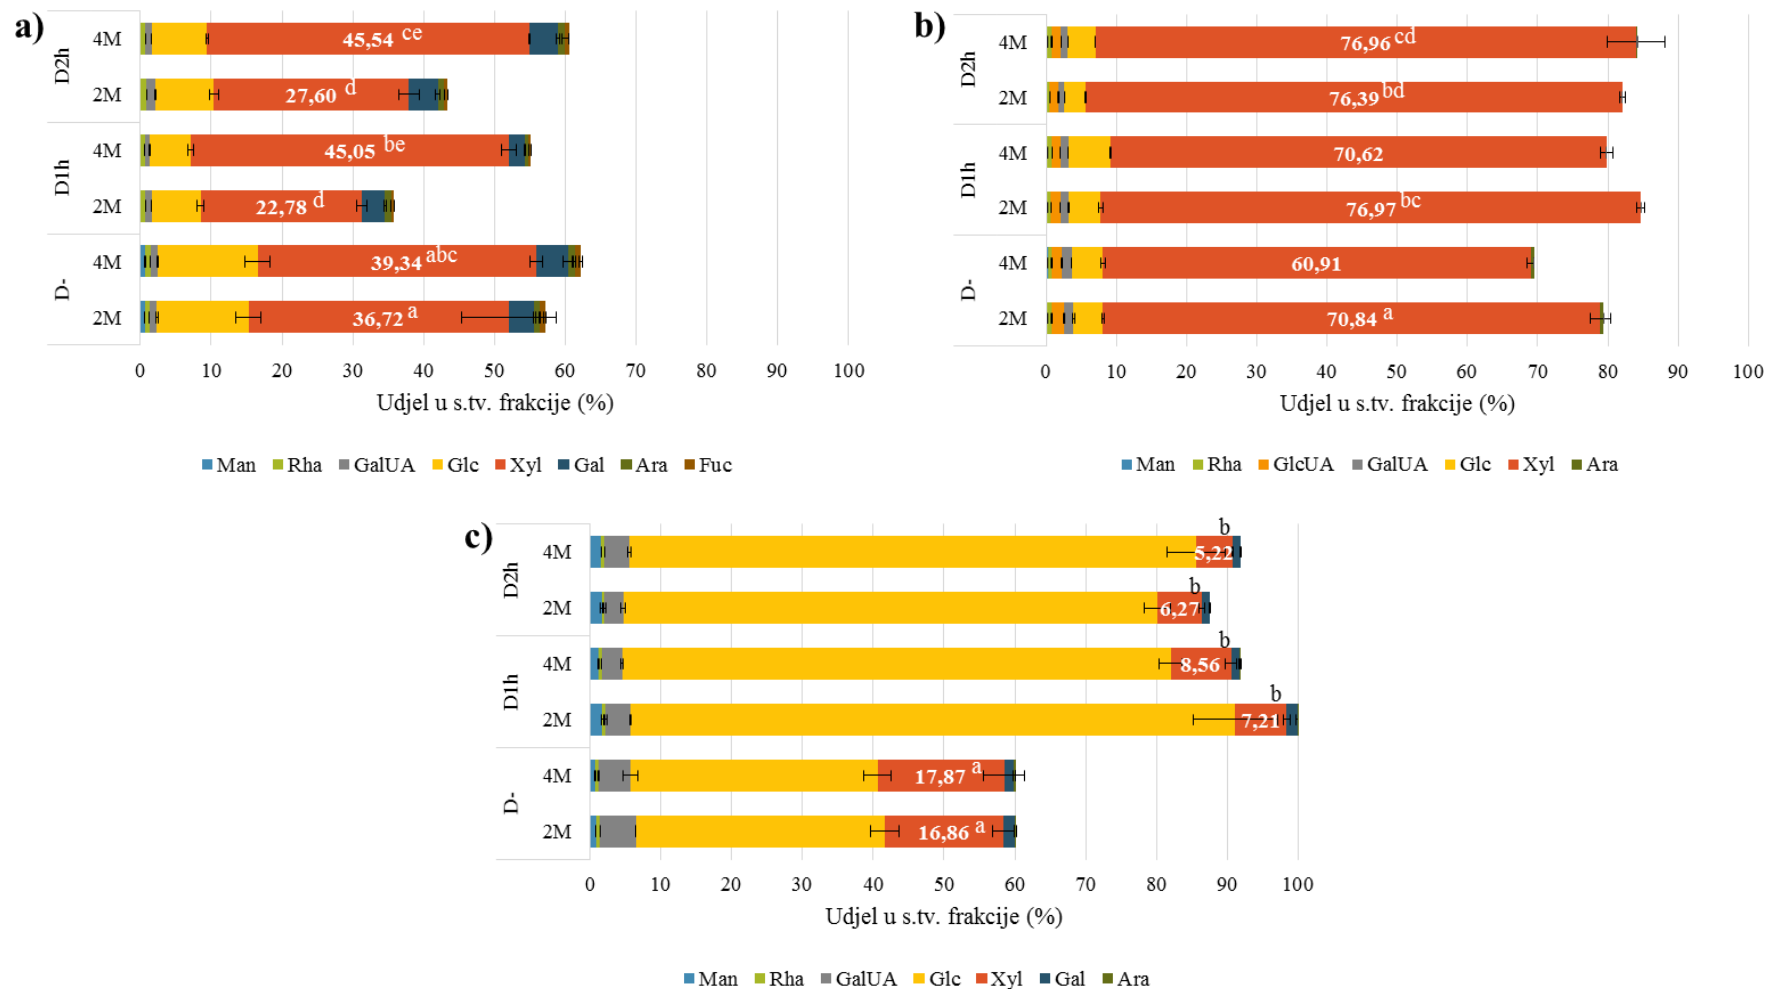 a)
D2h
4M
45,54 ce
2M
27,60 d
D1h
4M
45,05 be
2M
22,78 d
D-
4M
39,34 abc
2M
36,72 a
0 10 20 30 40 50 60 70 80 90 100
Udjel u s.tv. frakcije (%)
Man Rha GalUA Glc Xyl Gal Ara Fuc
b)
D2h
4M
76,96 cd
2M
76,39 bd
D1h
4M
70,62
2M
76,97 bc
D-
4M
60,91
2M
70,84 a
0 10 20 30 40 50 60 70 80 90 100
Udjel u s.tv. frakcije (%)
Man Rha GlcUA GalUA Glc Xyl Ara
c)
D2h
4M
5,22 b
2M
6,27 b
D1h
4M
8,56 b
2M
7,21 b
D-
4M
17,87 a
2M
16,86 a
0 10 20 30 40 50 60 70 80 90 100
Udjel u s.tv. frakcije (%)
Man Rha GalUA Glc Xyl Gal Ara